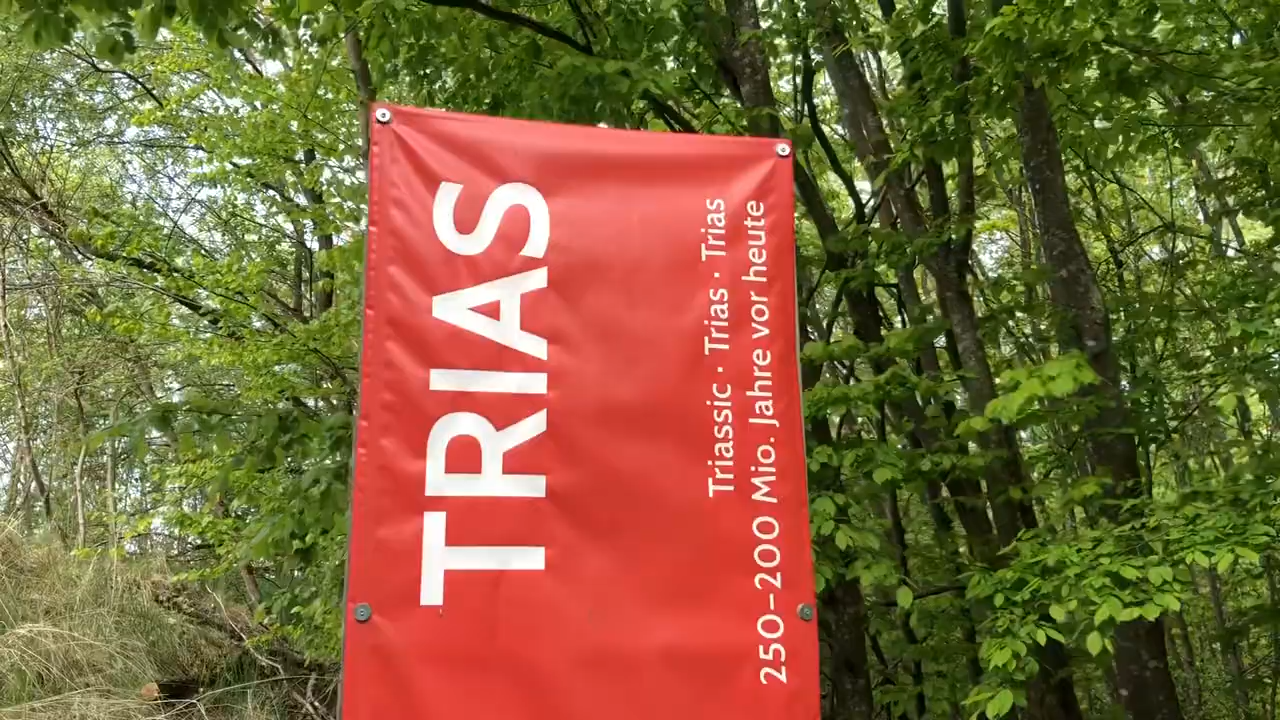 TRIAS
Triassic · Trias · Trias
250–200 Mio. Jahre vor heute